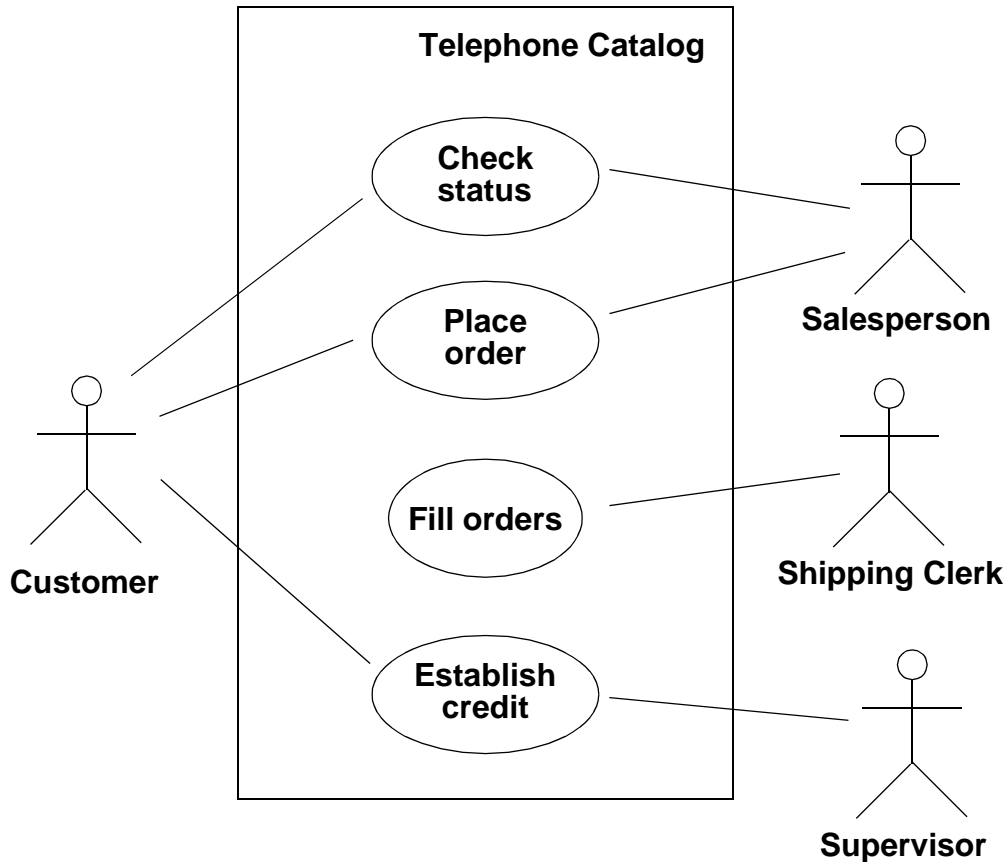 Telephone Catalog
Check
status
Place
order
Salesperson
Fill orders
Customer
Shipping Clerk
Establish
credit
Supervisor